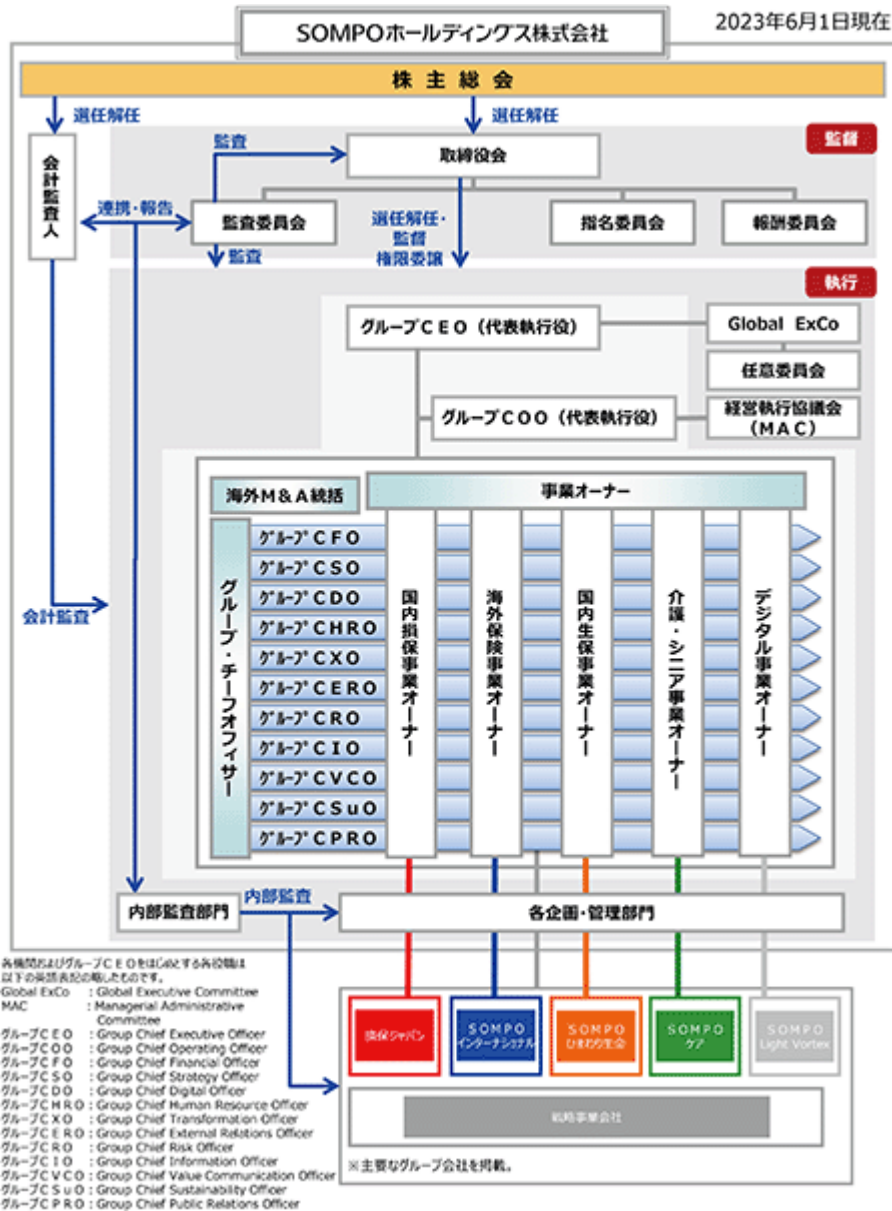 SOMPOホールディングス株式会社
2023年6月1日現在
株主総会
選任解任
選任解任
監督
会計監査人
監査
取締役会
連携・報告
監査委員会
選任解任・
監督
権限委譲
指名委員会
報酬委員会
監査
執行
グループCEO（代表執行役）
Global ExCo
任意委員会
グループCOO（代表執行役）
経営執行協議会
（MAC）
海外M&A統括
事業オーナー
グループ・チーフオフィサー
グループCFO
グループCSO
グループCDO
グループCHRO
グループCXO
グループCERO
グループCRO
グループCIO
グループCVCO
グループCSuO
グループCPRO
国内損保事業オーナー
海外保険事業オーナー
国内生保事業オーナー
介護・シニア事業オーナー
デジタル事業オーナー
会計監査
内部監査部門
内部監査
各企画・管理部門
損保ジャパン
SOMPO
インターナショナル
SOMPO
ひまわり生命
SOMPO
ケア
SOMPO
Light Vortex
戦略事業会社
※主要なグループ会社を掲載。
各機関およびグループCEOをはじめとする各役職は
以下の英語表記の略したものです。
Global ExCo : Global Executive Committee
MAC : Managerial Administrative
Committee
グループCEO : Group Chief Executive Officer
グループCOO : Group Chief Operating Officer
グループCFO : Group Chief Financial Officer
グループCSO : Group Chief Strategy Officer
グループCDO : Group Chief Digital Officer
グループCHRO : Group Chief Human Resource Officer
グループCXO : Group Chief Transformation Officer
グループCERO : Group Chief External Relations Officer
グループCRO : Group Chief Risk Officer
グループCIO : Group Chief Information Officer
グループCVCO : Group Chief Value Communication Officer
グループCSuO : Group Chief Sustainability Officer
グループCPRO : Group Chief Public Relations Officer